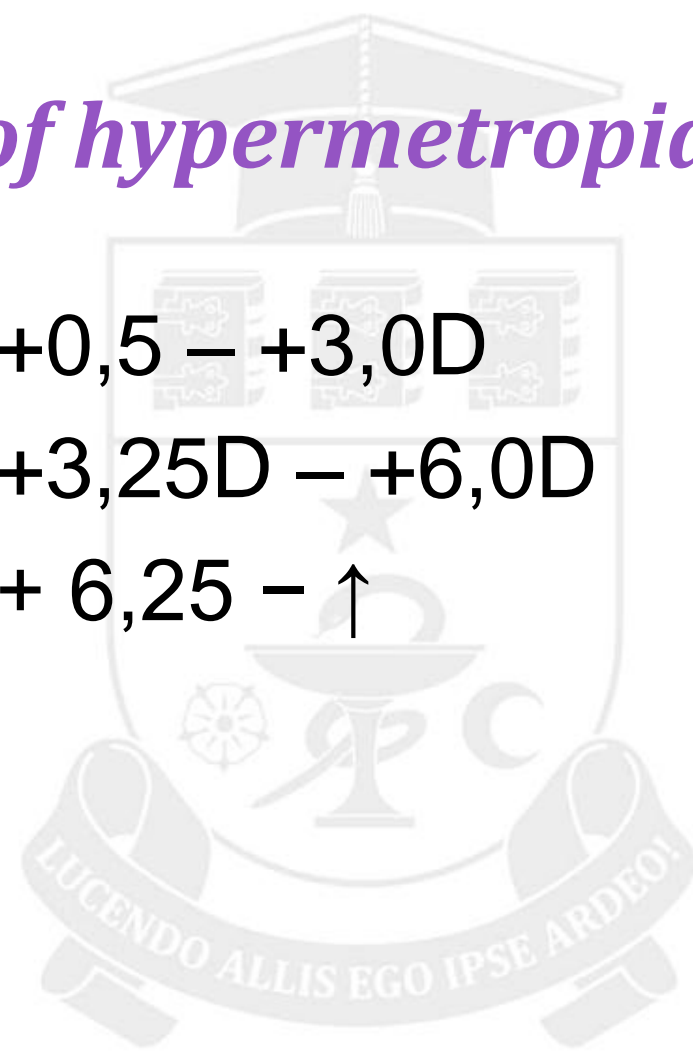 of hypermetropia
+0,5 – +3,0D
+3,25D – +6,0D
+ 6,25 – ↑
LUCENDO ALLIS EGO IPSE ARDEO!